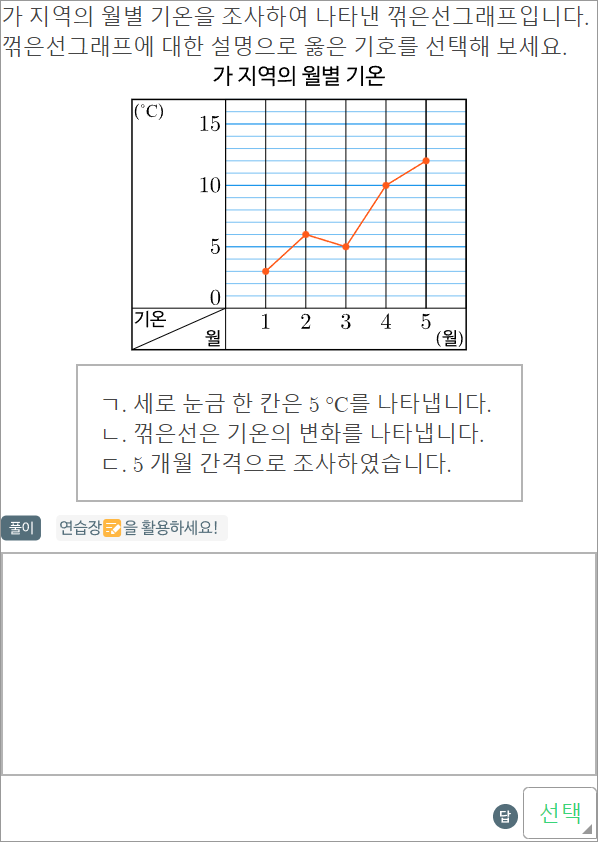 가 지역의 월별 기온을 조사하여 나타낸 꺾은선그래프입니다.
꺾은선그래프에 대한 설명으로 옳은 기호를 선택해 보세요.
가 지역의 월별 기온
(℃)
15
10
5
0
기온
월
1 2 3 4 5
(월)
ㄱ. 세로 눈금 한 칸은 5 ℃를 나타냅니다.
ㄴ. 꺾은선은 기온의 변화를 나타냅니다.
ㄷ. 5 개월 간격으로 조사하였습니다.
풀이 연습장을 활용하세요!
답 선택